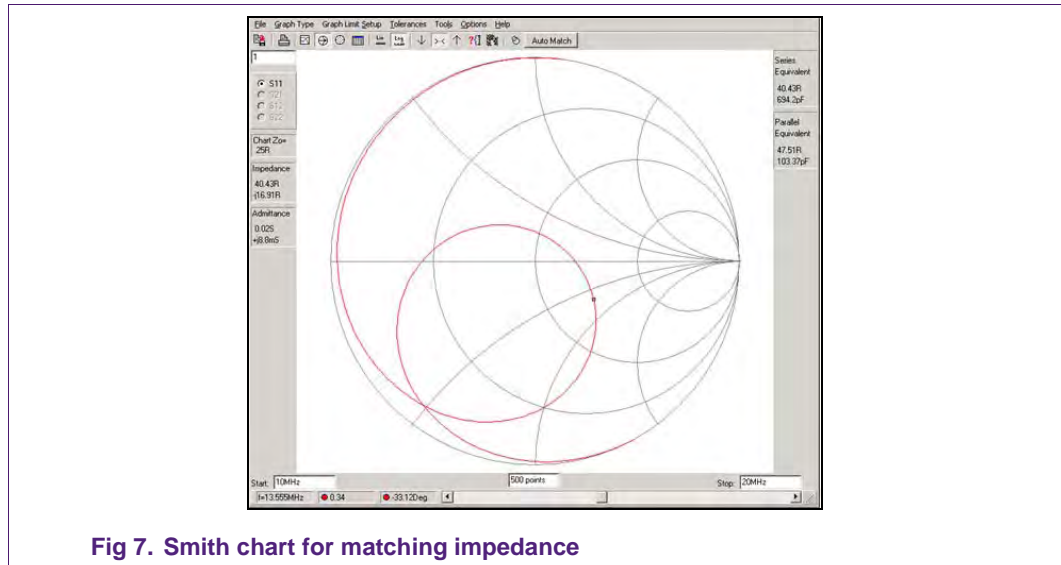 File Graph Type Graph Limit Setup Tolerances Tools Options Help
Lin Log Auto Match
1
S11
S21
S12
S22
Chart Zo=
25R
Impedance
40.43R
-j16.91R
Admittance
0.02S
+j8.8mS
Series
Equivalent
40.43R
694.2pF
Parallel
Equivalent
47.51R
103.37pF
Start: 10MHz 500 points Stop: 20MHz
f=13.555MHz 0.34 -33.12Deg.
Fig 7. Smith chart for matching impedance